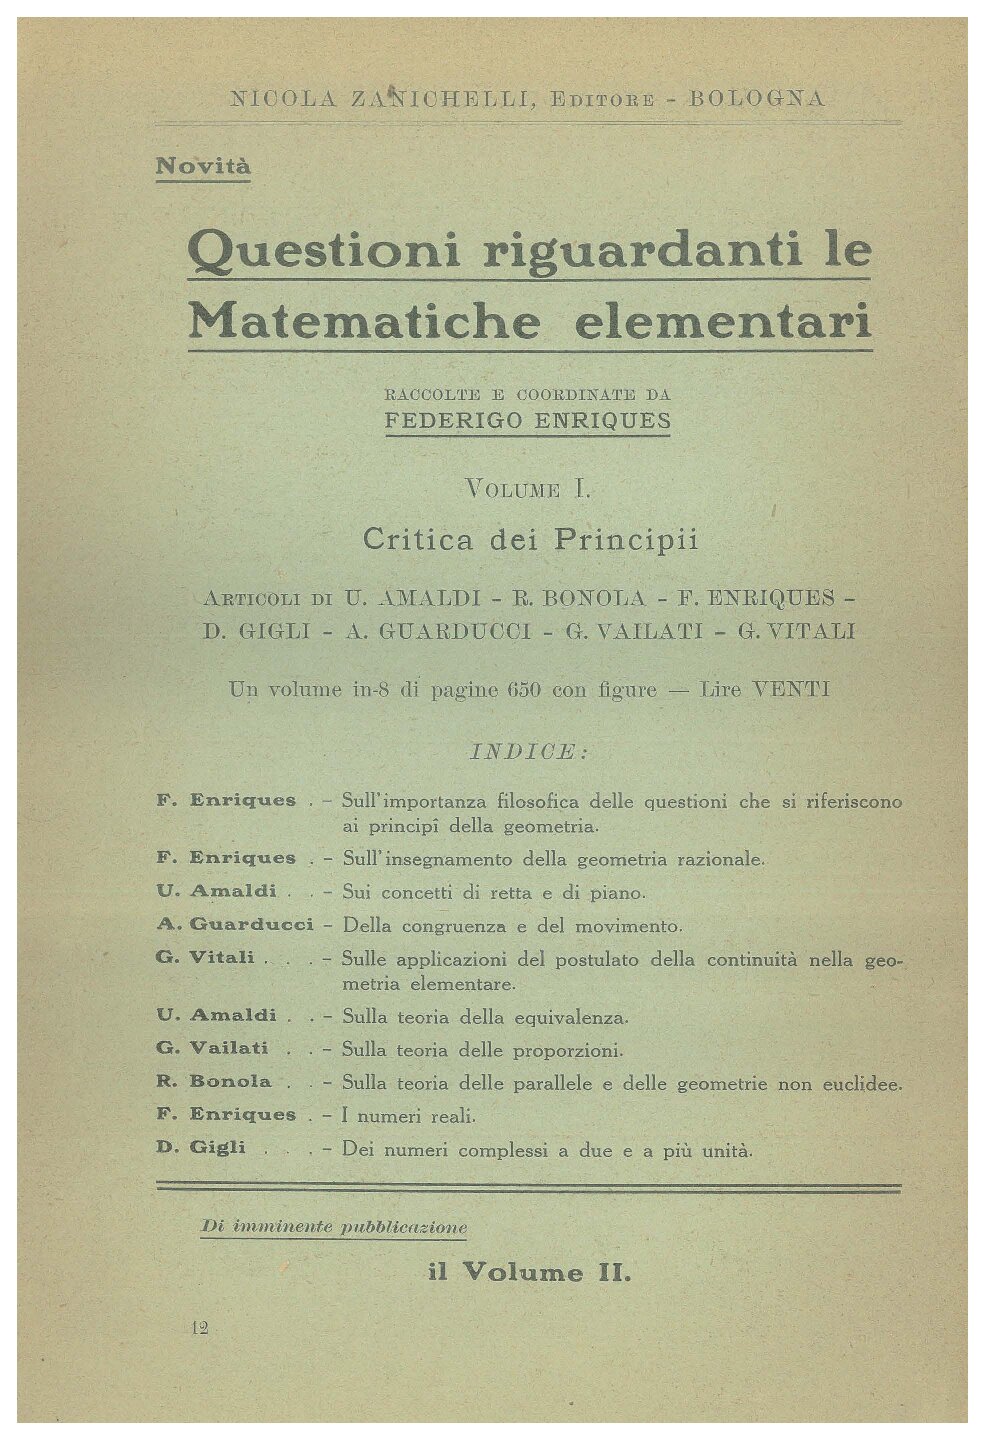 NICOLA ZANICHELLI, EDITORE - BOLOGNA
Novità
Questioni riguardanti le
Matematiche elementari
RACCOLTE E COORDINATE DA
FEDERIGO ENRIQUES
VOLUME I.
Critica dei Principii
ARTICOLI DI U. AMALDI - R. BONOLA - F. ENRIQUES -
D. GIGLI - A. GUARDUCCI - G. VAILATI - G. VITALI
Un volume in-8 di pagine 650 con figure — Lire VENTI
INDICE:
F. Enriques . - Sull'importanza filosofica delle questioni che si riferiscono
ai principî della geometria.
F. Enriques . - Sull'insegnamento della geometria razionale.
U. Amaldi . . - Sui concetti di retta e di piano.
A. Guarducci - Della congruenza e del movimento.
G. Vitali . . . - Sulle applicazioni del postulato della continuità nella geo-
metria elementare.
U. Amaldi . . - Sulla teoria della equivalenza.
G. Vailati . . - Sulla teoria delle proporzioni.
R. Bonola . . - Sulla teoria delle parallele e delle geometrie non euclidee.
F. Enriques . - I numeri reali.
D. Gigli . . . - Dei numeri complessi a due e a più unità.
Di imminente pubblicazione
il Volume II.
12